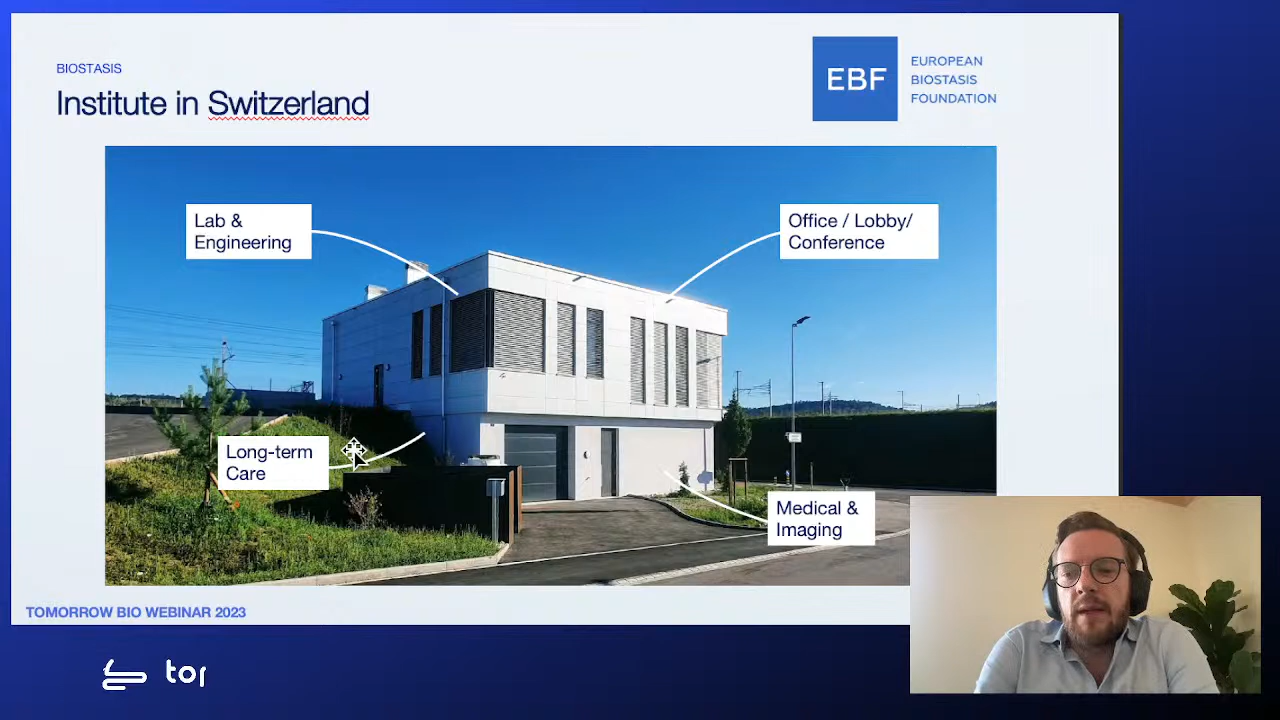 BIOSTASIS
Institute in Switzerland
EBF
EUROPEAN
BIOSTASIS
FOUNDATION
Lab &
Engineering
Office / Lobby/
Conference
Long-term
Care
Medical &
Imaging
TOMORROW BIO WEBINAR 2023
tor